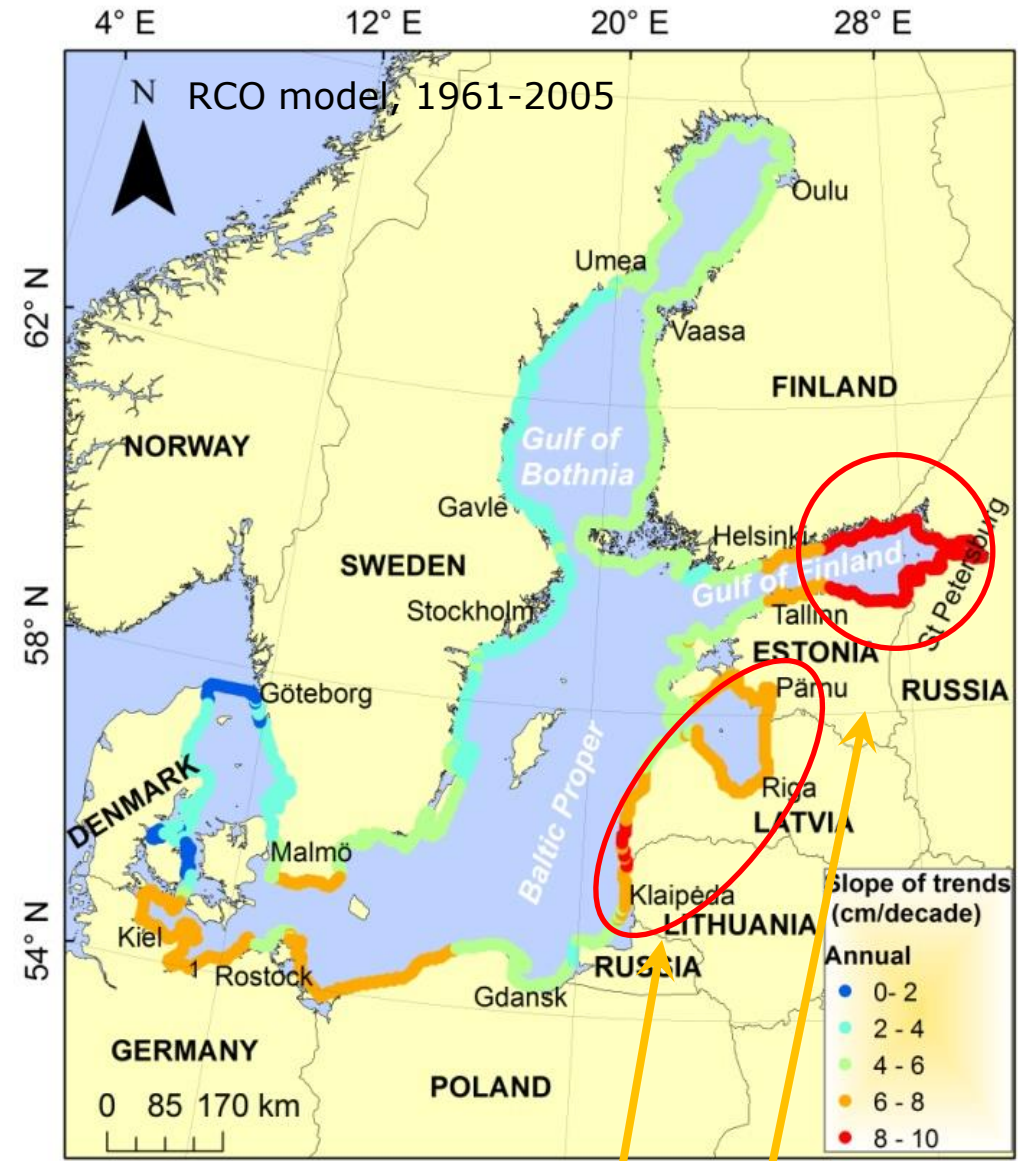 4° E 12° E 20° E 28° E
N RCO model, 1961-2005
Oulu
Umea
62° N
Vaasa
FINLAND
NORWAY
Gulf of
Bothnia
Gavle
Helsinki
SWEDEN
Gulf of Finland
St Petersburg
Stockholm
Tallinn
58° N
ESTONIA
Pärnu
Göteborg
RUSSIA
Baltic Proper
DENMARK
Riga
LATVIA
Malmö
Klaipėda
LITHUANIA
54° N
Kiel
1
Rostock
RUSSIA
Gdansk
GERMANY
POLAND
0 85 170 km
Slope of trends
(cm/decade)
Annual
0- 2
2 - 4
4 - 6
6 - 8
8 - 10